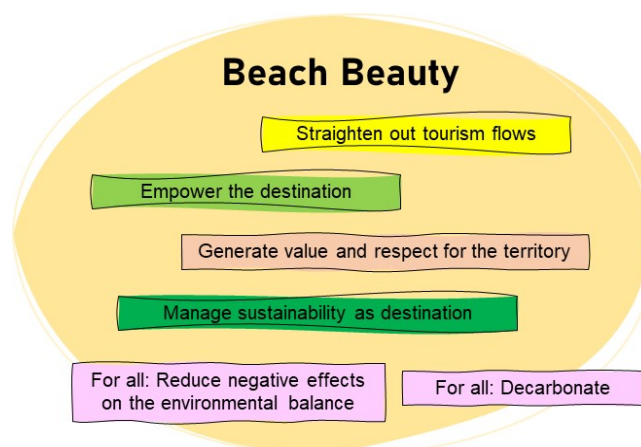 Beach Beauty
Straighten out tourism flows
Empower the destination
Generate value and respect for the territory
Manage sustainability as destination
For all: Reduce negative effects
on the environmental balance
For all: Decarbonate